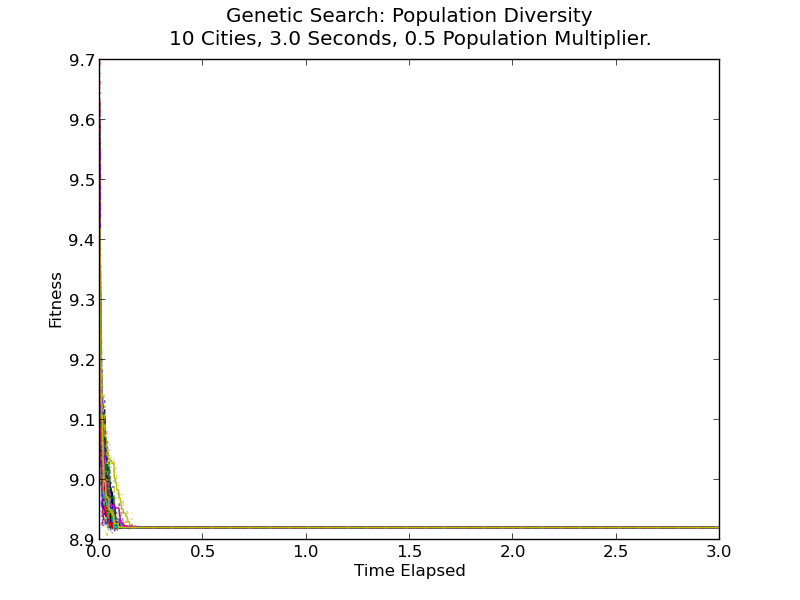 Genetic Search: Population Diversity
10 Cities, 3.0 Seconds, 0.5 Population Multiplier.
9.7
9.6
9.5
9.4
9.3
9.2
9.1
9.0
8.9
Fitness
0.0 0.5 1.0 1.5 2.0 2.5 3.0
Time Elapsed